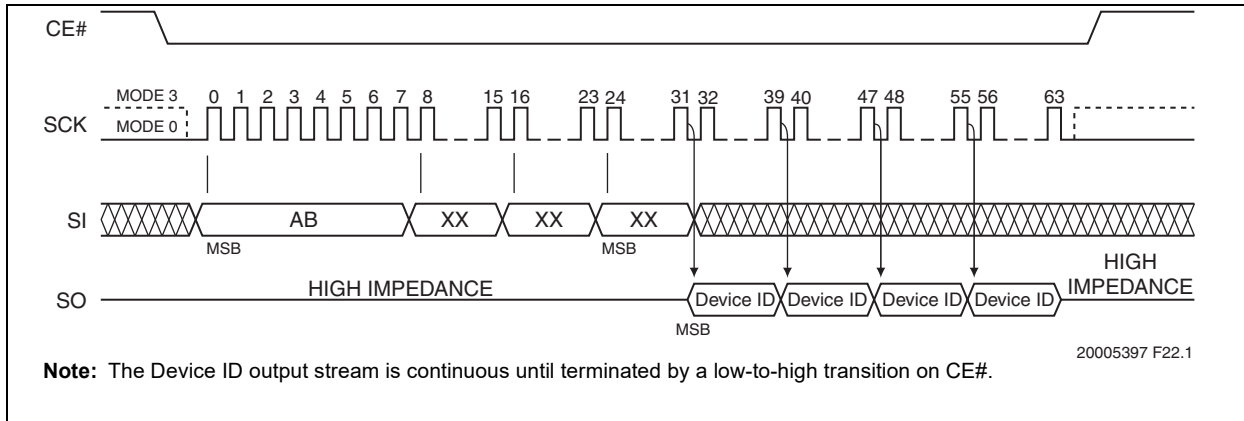 CE#
MODE 3
0 1 2 3 4 5 6 7 8 15 16 23 24 31 32 39 40 47 48 55 56 63
SCK
MODE 0
SI
AB XX XX XX
MSB MSB
HIGH IMPEDANCE
HIGH IMPEDANCE
SO
Device ID Device ID Device ID Device ID
MSB
20005397 F22.1
Note: The Device ID output stream is continuous until terminated by a low-to-high transition on CE#.